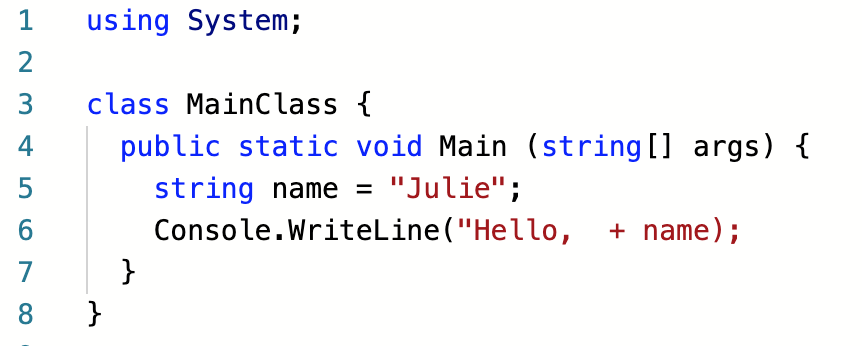 1 using System;
2
3 class MainClass {
4 public static void Main (string[] args) {
5 string name = "Julie";
6 Console.WriteLine("Hello,  + name);
7 }
8 }